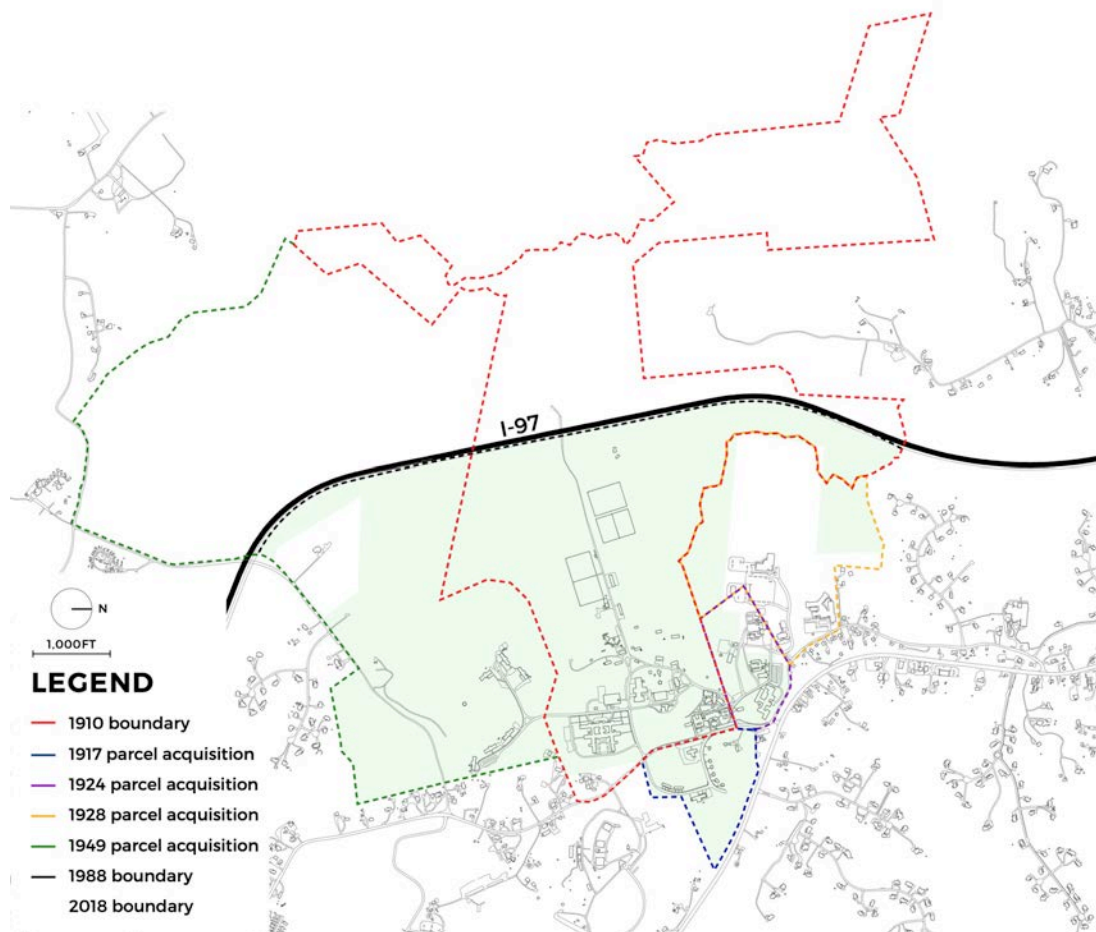 I-97
N
1,000FT
LEGEND
1910 boundary
1917 parcel acquisition
1924 parcel acquisition
1928 parcel acquisition
1949 parcel acquisition
1988 boundary
2018 boundary